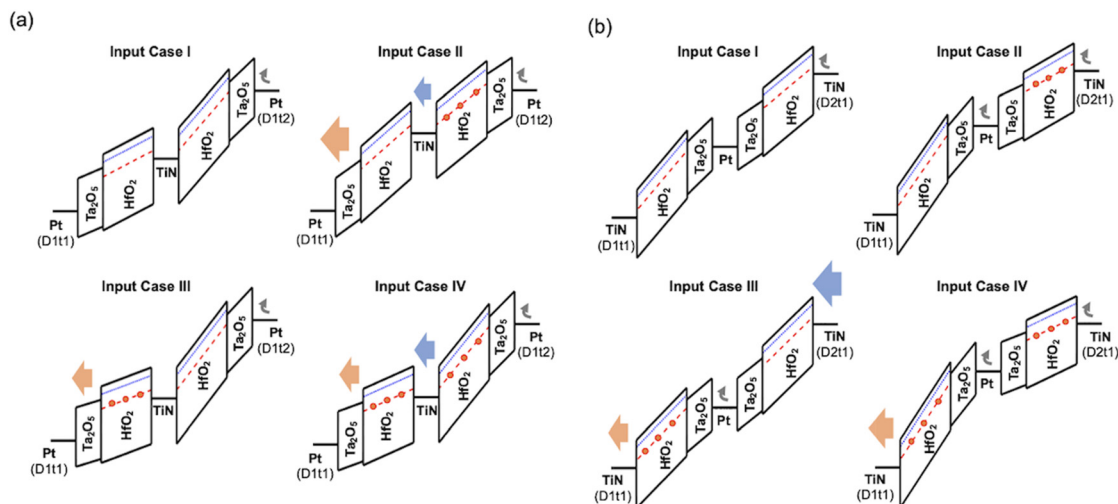 (a)
Input Case I
Ta2O5
HfO2
TiN
HfO2
Ta2O5
Pt
(D1t2)
Pt
(D1t1)
Input Case II
Ta2O5
HfO2
TiN
HfO2
Ta2O5
Pt
(D1t2)
Pt
(D1t1)
Input Case III
Ta2O5
HfO2
TiN
HfO2
Ta2O5
Pt
(D1t2)
Pt
(D1t1)
Input Case IV
Ta2O5
HfO2
TiN
HfO2
Ta2O5
Pt
(D1t2)
Pt
(D1t1)
(b)
Input Case I
TiN
(D2t1)
HfO2
Ta2O5
Pt
Ta2O5
HfO2
TiN
(D1t1)
Input Case II
TiN
(D2t1)
HfO2
Ta2O5
Pt
Ta2O5
HfO2
TiN
(D1t1)
Input Case III
TiN
(D2t1)
HfO2
Ta2O5
Pt
Ta2O5
HfO2
TiN
(D1t1)
Input Case IV
TiN
(D2t1)
HfO2
Ta2O5
Pt
Ta2O5
HfO2
TiN
(D1t1)